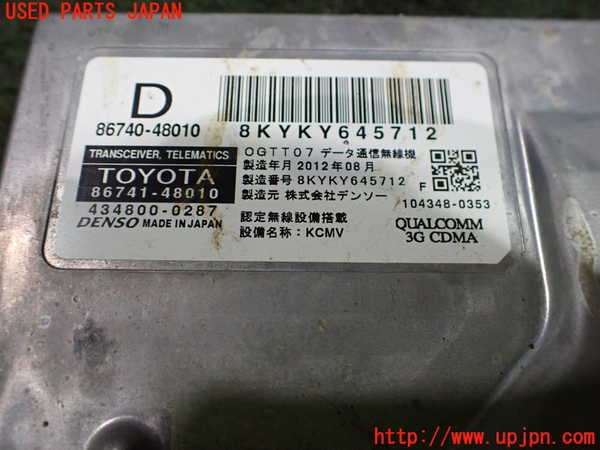 USED PARTS JAPAN
D
86740-48010
8KYKY645712
TRANSCEIVER, TELEMATICS
TOYOTA
86741-48010
434800-0287
DENSO MADE IN JAPAN
OGTT07 データ通信無線機
製造年月 2012年08月
製造番号 8KYKY645712
製造元 株式会社デンソー
認定無線設備搭載
設備名称: KCMV
F
104348-0353
QUALCOMM
3G CDMA
http://www.upjpn.com/